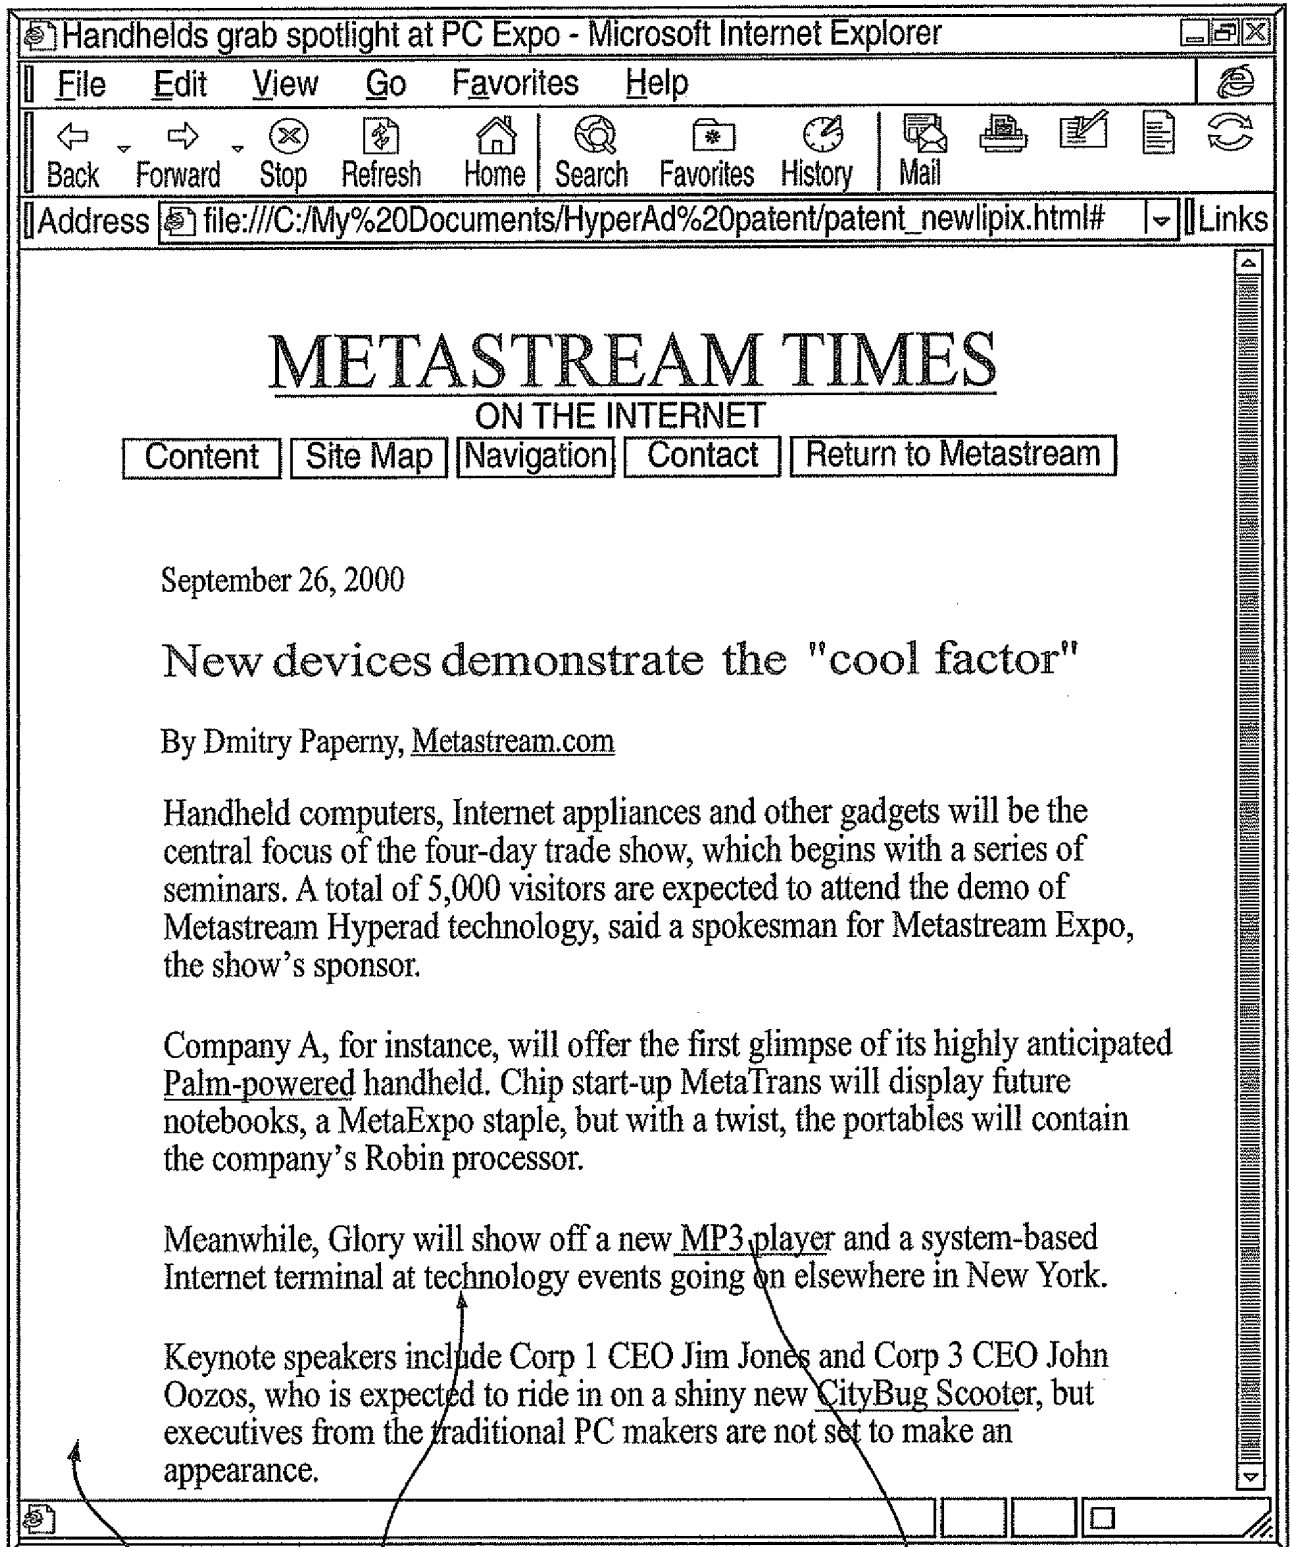 Handhelds grab spotlight at PC Expo - Microsoft Internet Explorer
File Edit View Go Favorites Help
Back Forward Stop Refresh Home Search Favorites History Mail
Address file:///C:/My%20Documents/HyperAd%20patent/patent_newlipix.html# Links
METASTREAM TIMES
ON THE INTERNET
Content Site Map Navigation Contact Return to Metastream
September 26, 2000
New devices demonstrate the "cool factor"
By Dmitry Paperny, Metastream.com
Handheld computers, Internet appliances and other gadgets will be the
central focus of the four-day trade show, which begins with a series of
seminars. A total of 5,000 visitors are expected to attend the demo of
Metastream Hyperad technology, said a spokesman for Metastream Expo,
the show's sponsor.
Company A, for instance, will offer the first glimpse of its highly anticipated
Palm-powered handheld. Chip start-up MetaTrans will display future
notebooks, a MetaExpo staple, but with a twist, the portables will contain
the company's Robin processor.
Meanwhile, Glory will show off a new MP3 player and a system-based
Internet terminal at technology events going on elsewhere in New York.
Keynote speakers include Corp 1 CEO Jim Jones and Corp 3 CEO John
Oozos, who is expected to ride in on a shiny new CityBug Scooter, but
executives from the traditional PC makers are not set to make an
appearance.